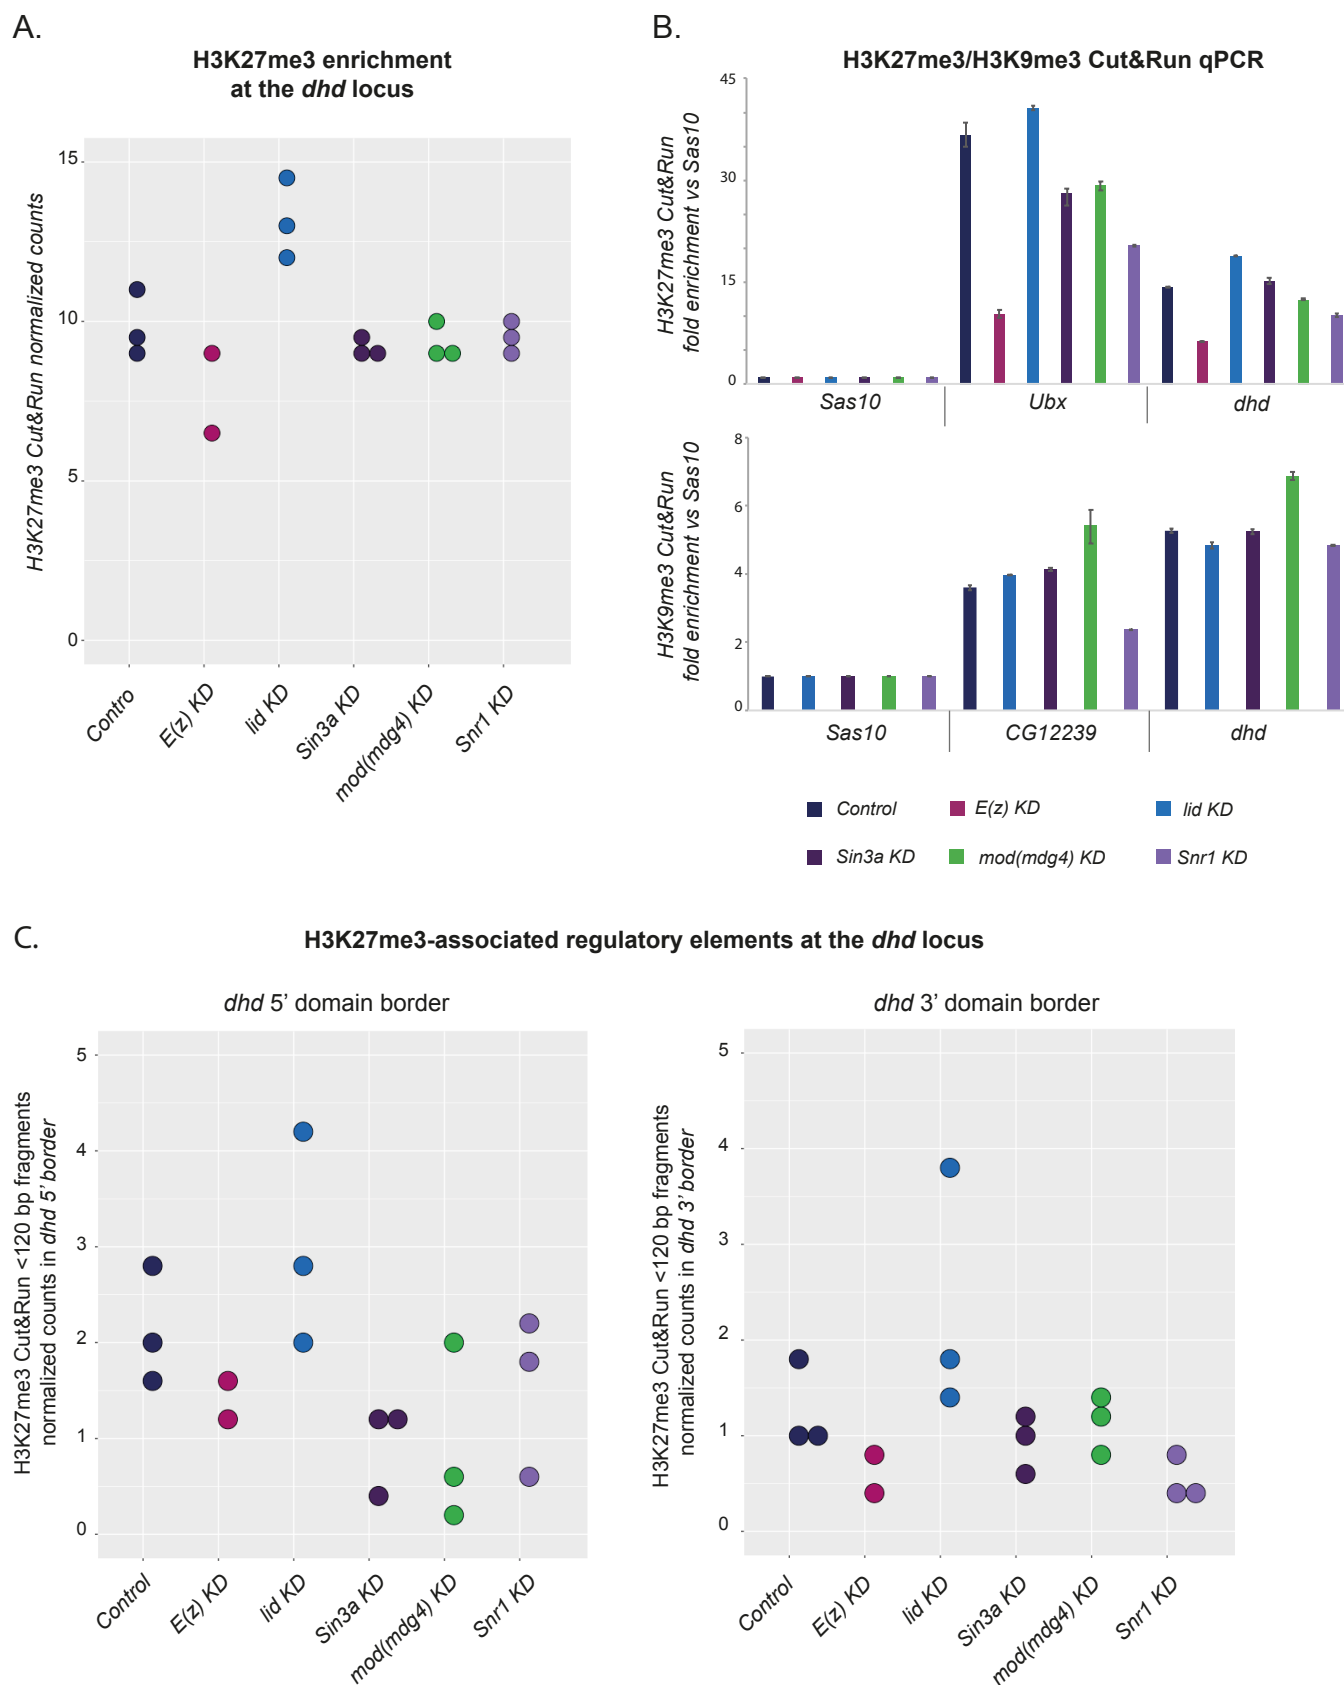 A.
H3K27me3 enrichment
at the dhd locus
H3K27me3 Cut&Run normalized counts
15
10
5
0
Contro
E(z) KD
lid KD
Sin3a KD
mod(mdg4) KD
Snr1 KD
B.
H3K27me3/H3K9me3 Cut&Run qPCR
H3K27me3 Cut&Run
fold enrichment vs Sas10
45
30
15
0
Sas10
Ubx
dhd
H3K9me3 Cut&Run
fold enrichment vs Sas10
8
6
4
2
0
Sas10
CG12239
dhd
Control
E(z) KD
lid KD
Sin3a KD
mod(mdg4) KD
Snr1 KD
C.
H3K27me3-associated regulatory elements at the dhd locus
dhd 5’ domain border
H3K27me3 Cut&Run <120 bp fragments
normalized counts in dhd 5’ border
5
4
3
2
1
0
Control
E(z) KD
lid KD
Sin3a KD
mod(mdg4) KD
Snr1 KD
dhd 3’ domain border
H3K27me3 Cut&Run <120 bp fragments
normalized counts in dhd 3’ border
5
4
3
2
1
0
Control
E(z) KD
lid KD
Sin3a KD
mod(mdg4) KD
Snr1 KD